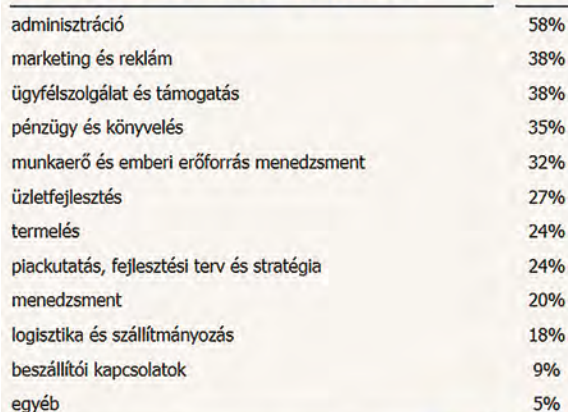 adminisztráció 58%
marketing és reklám 38%
ügyfélszolgálat és támogatás 38%
pénzügy és könyvelés 35%
munkaerő és emberi erőforrás menedzsment 32%
üzletfejlesztés 27%
termelés 24%
piackutatás, fejlesztési terv és stratégia 24%
menedzsment 20%
logisztika és szállítmányozás 18%
beszállítói kapcsolatok 9%
egyéb 5%